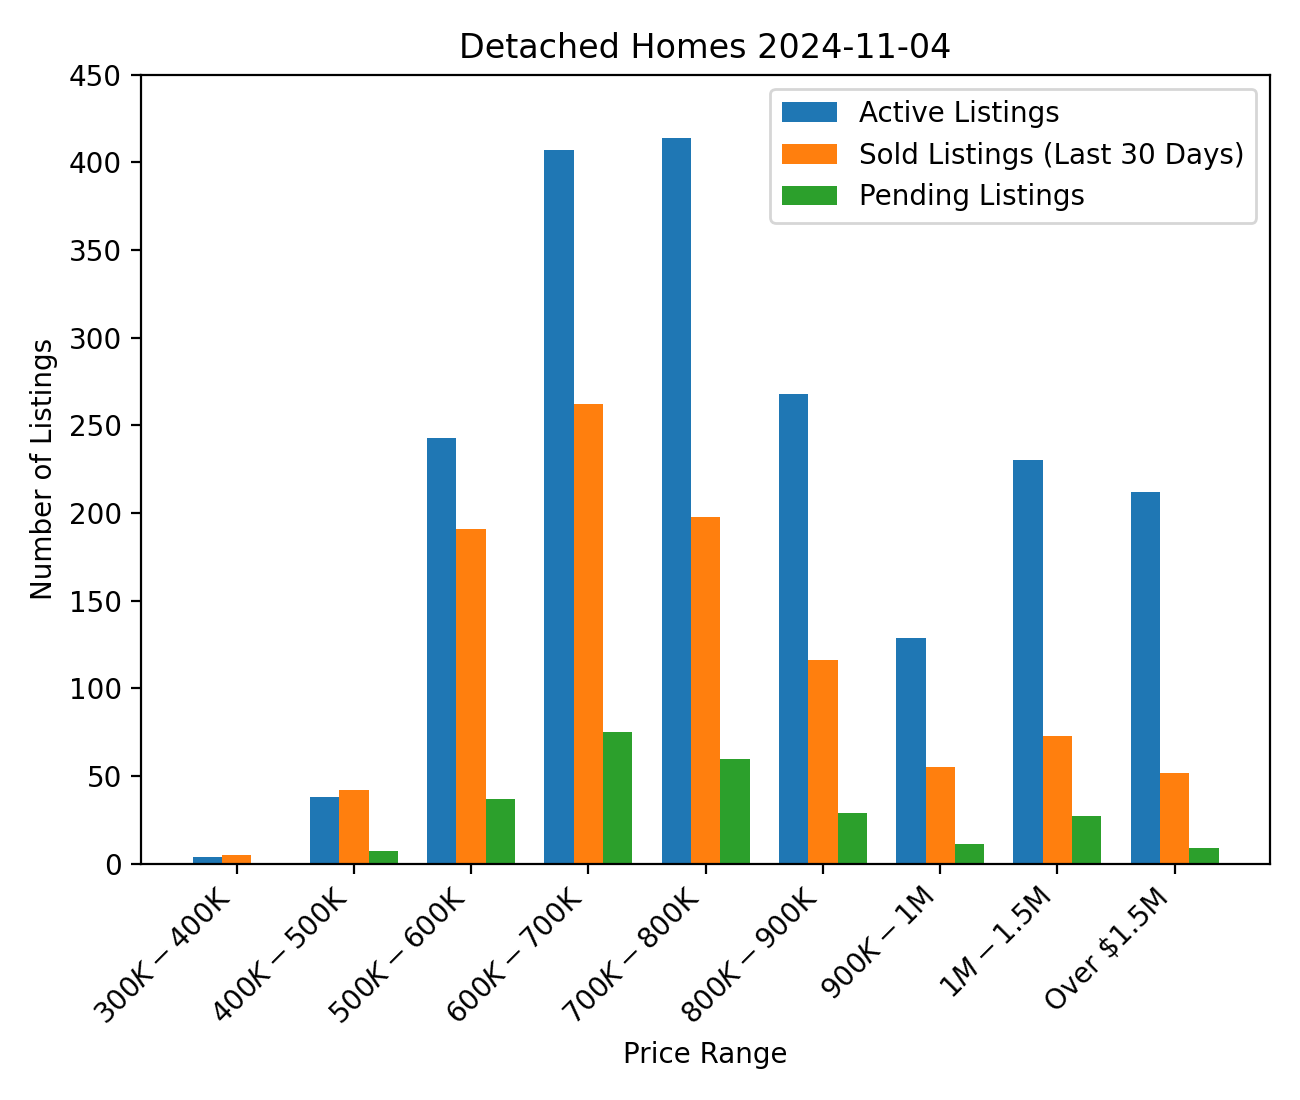 Detached Homes 2024-11-04
450
400
350
300
250
200
150
100
50
0
Number of Listings
Active Listings
Sold Listings (Last 30 Days)
Pending Listings
300K − 400K
400K − 500K
500K − 600K
600K − 700K
700K − 800K
800K − 900K
900K − 1M
1M − 1.5M
Over $1.5M
Price Range